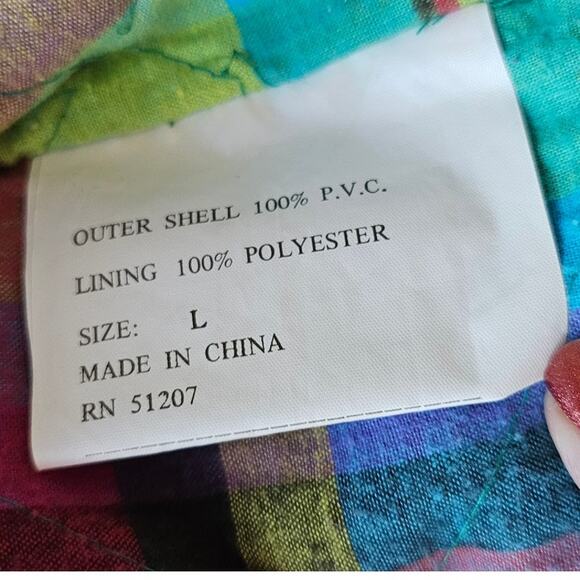 OUTER SHELL 100% P.V.C.
LINING 100% POLYESTER
SIZE: L
MADE IN CHINA
RN 51207